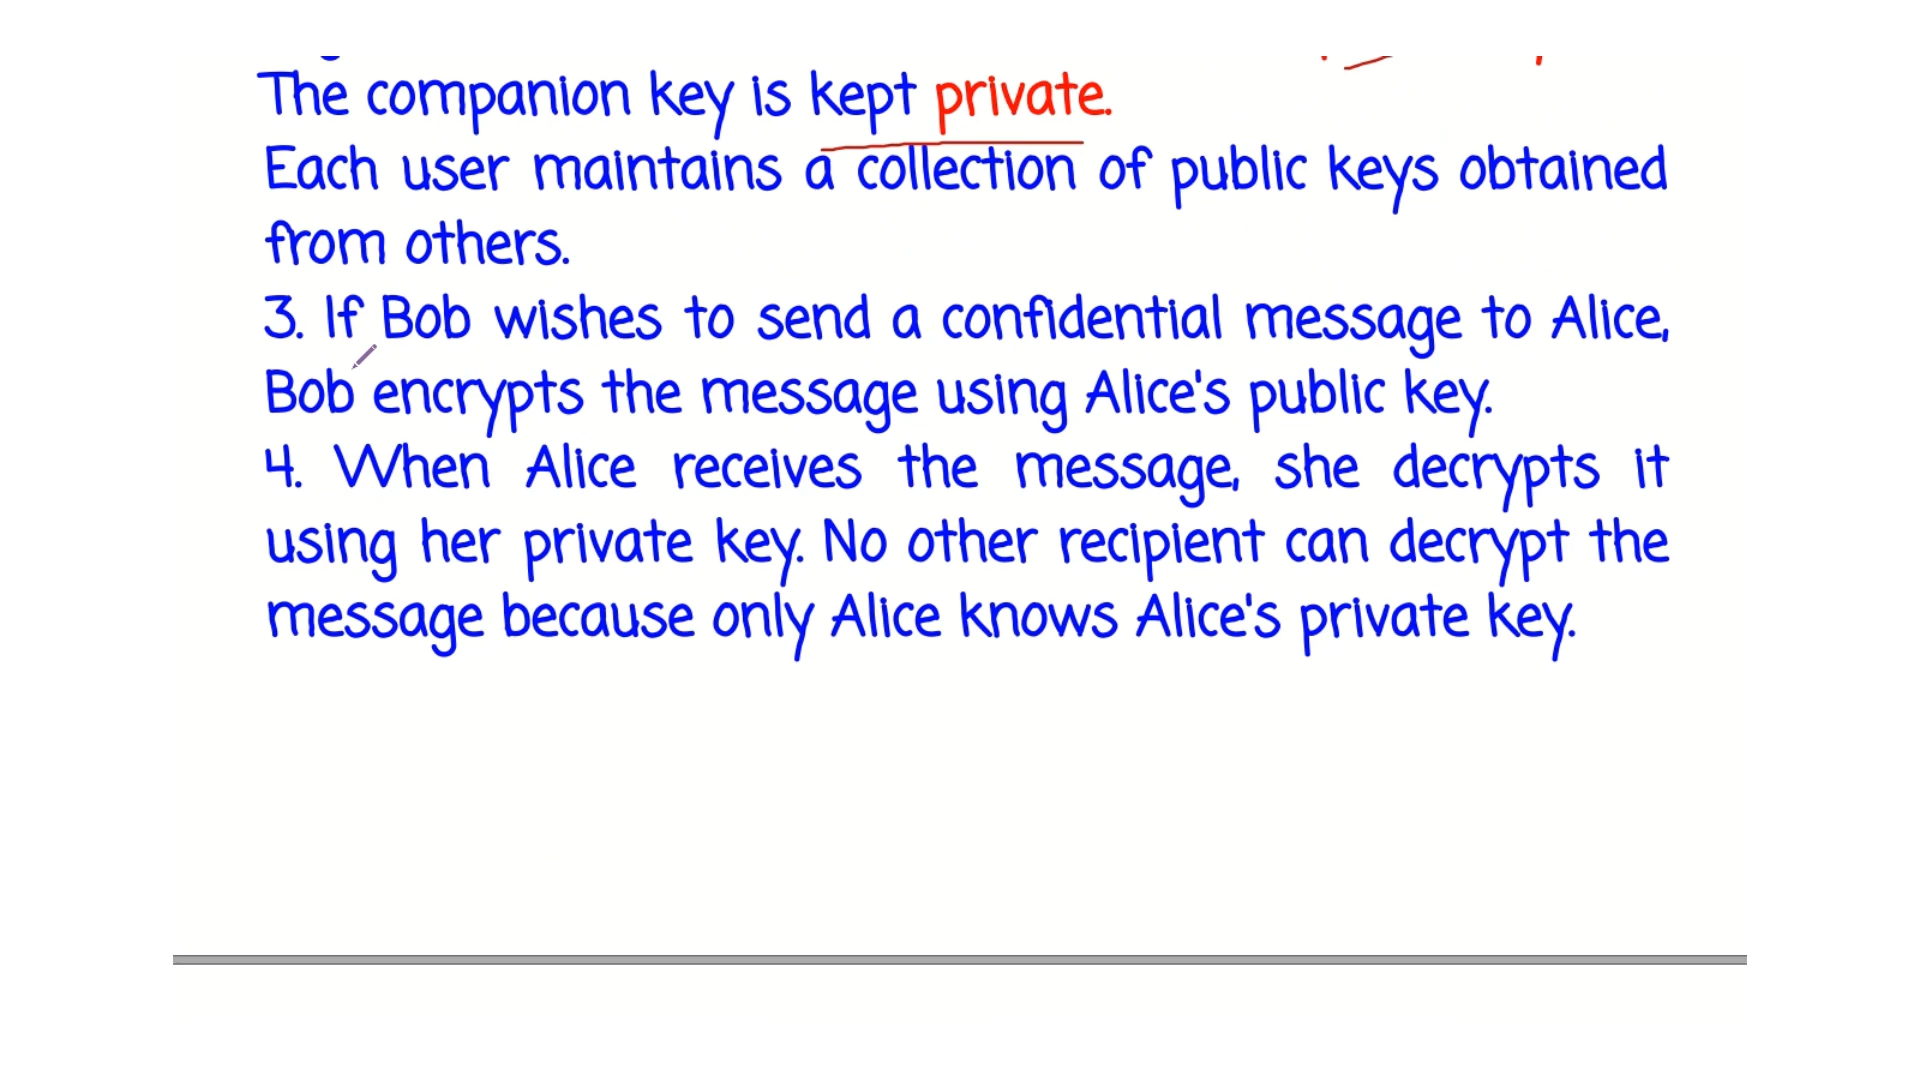 The companion key is kept private.
Each user maintains a collection of public keys obtained
from others.
3. If Bob wishes to send a confidential message to Alice,
Bob encrypts the message using Alice's public key.
4. When Alice receives the message, she decrypts it
using her private key. No other recipient can decrypt the
message because only Alice knows Alice's private key.